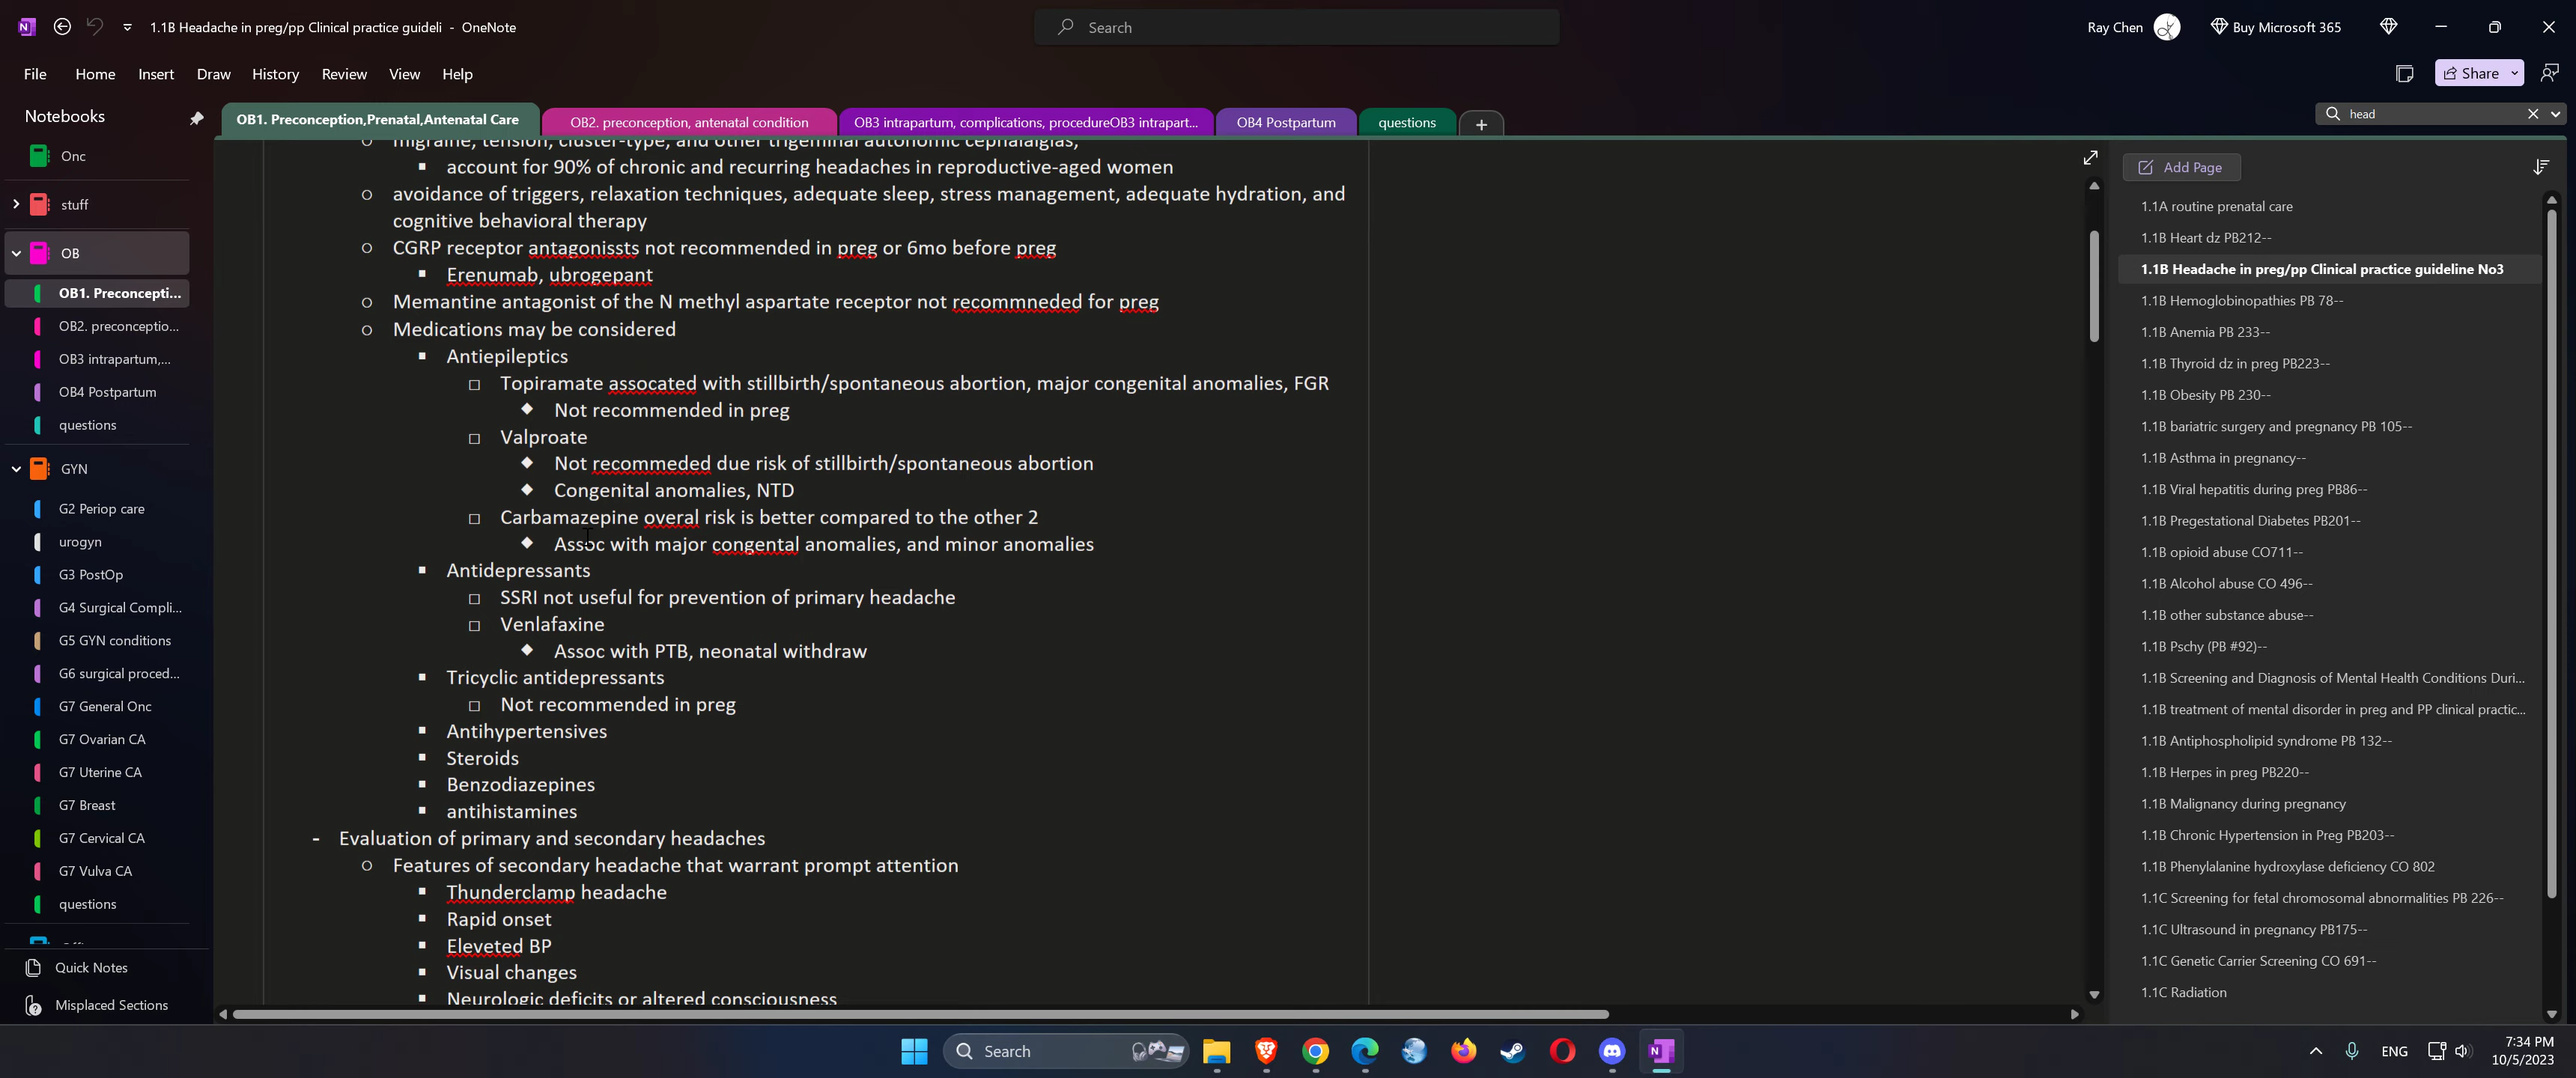 1.1B Headache in preg/pp Clinical practice guideli - OneNote
Search
Ray Chen
Buy Microsoft 365
File Home Insert Draw History Review View Help
Share
Notebooks
Onc
stuff
OB
OB1. Preconcepti...
OB2. preconceptio...
OB3 intrapartum,...
OB4 Postpartum
questions
GYN
G2 Periop care
urogyn
G3 PostOp
G4 Surgical Compli...
G5 GYN conditions
G6 surgical proced...
G7 General Onc
G7 Ovarian CA
G7 Uterine CA
G7 Breast
G7 Cervical CA
G7 Vulva CA
questions
Quick Notes
Misplaced Sections
OB1. Preconception,Prenatal,Antenatal Care
OB2. preconception, antenatal condition
OB3 intrapartum, complications, procedureOB3 intrapart...
OB4 Postpartum
questions
head
migraine, tension, cluster-type, and other trigeminal autonomic cephalalgias,
account for 90% of chronic and recurring headaches in reproductive-aged women
avoidance of triggers, relaxation techniques, adequate sleep, stress management, adequate hydration, and
cognitive behavioral therapy
CGRP receptor antagonissts not recommended in preg or 6mo before preg
Erenumab, ubrogepant
Memantine antagonist of the N methyl aspartate receptor not recommneded for preg
Medications may be considered
Antiepileptics
Topiramate assocated with stillbirth/spontaneous abortion, major congenital anomalies, FGR
Not recommended in preg
Valproate
Not recommeded due risk of stillbirth/spontaneous abortion
Congenital anomalies, NTD
Carbamazepine overal risk is better compared to the other 2
Assoc with major congental anomalies, and minor anomalies
Antidepressants
SSRI not useful for prevention of primary headache
Venlafaxine
Assoc with PTB, neonatal withdraw
Tricyclic antidepressants
Not recommended in preg
Antihypertensives
Steroids
Benzodiazepines
antihistamines
- Evaluation of primary and secondary headaches
Features of secondary headache that warrant prompt attention
Thunderclamp headache
Rapid onset
Eleveted BP
Visual changes
Neurologic deficits or altered consciousness
Add Page
1.1A routine prenatal care
1.1B Heart dz PB212--
1.1B Headache in preg/pp Clinical practice guideline No3
1.1B Hemoglobinopathies PB 78--
1.1B Anemia PB 233--
1.1B Thyroid dz in preg PB223--
1.1B Obesity PB 230--
1.1B bariatric surgery and pregnancy PB 105--
1.1B Asthma in pregnancy--
1.1B Viral hepatitis during preg PB86--
1.1B Pregestational Diabetes PB201--
1.1B opioid abuse CO711--
1.1B Alcohol abuse CO 496--
1.1B other substance abuse--
1.1B Pschy (PB #92)--
1.1B Screening and Diagnosis of Mental Health Conditions Duri...
1.1B treatment of mental disorder in preg and PP clinical practic...
1.1B Antiphospholipid syndrome PB 132--
1.1B Herpes in preg PB220--
1.1B Malignancy during pregnancy
1.1B Chronic Hypertension in Preg PB203--
1.1B Phenylalanine hydroxylase deficiency CO 802
1.1C Screening for fetal chromosomal abnormalities PB 226--
1.1C Ultrasound in pregnancy PB175--
1.1C Genetic Carrier Screening CO 691--
1.1C Radiation
Search
ENG
7:34 PM
10/5/2023